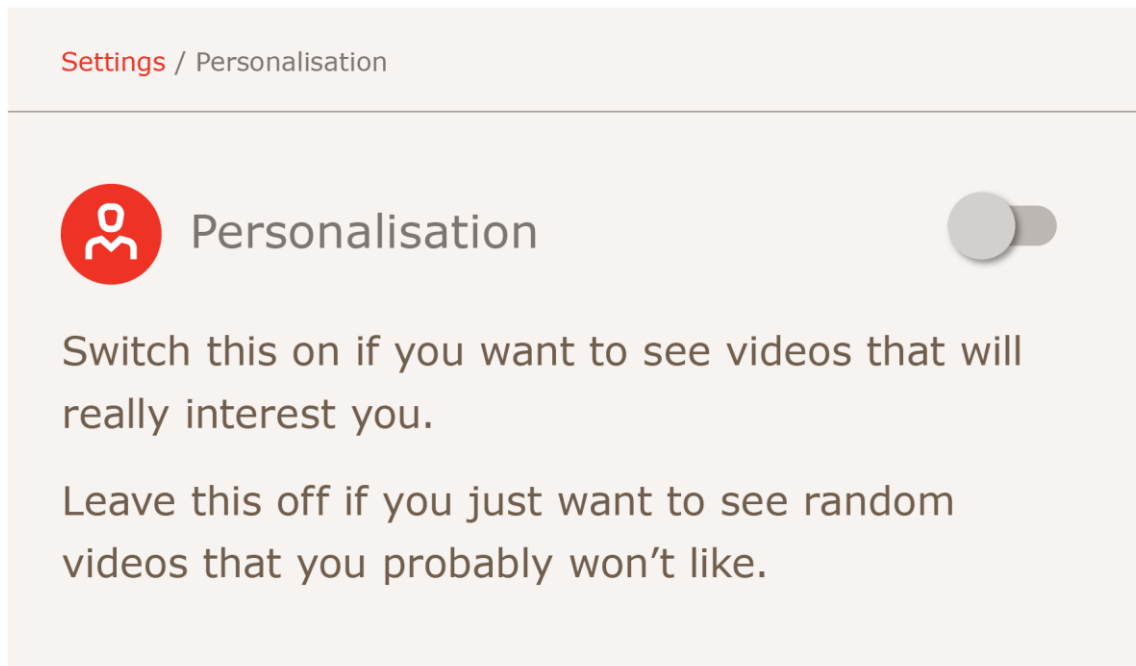 Settings / Personalisation
Personalisation
Switch this on if you want to see videos that will
really interest you.
Leave this off if you just want to see random
videos that you probably won’t like.